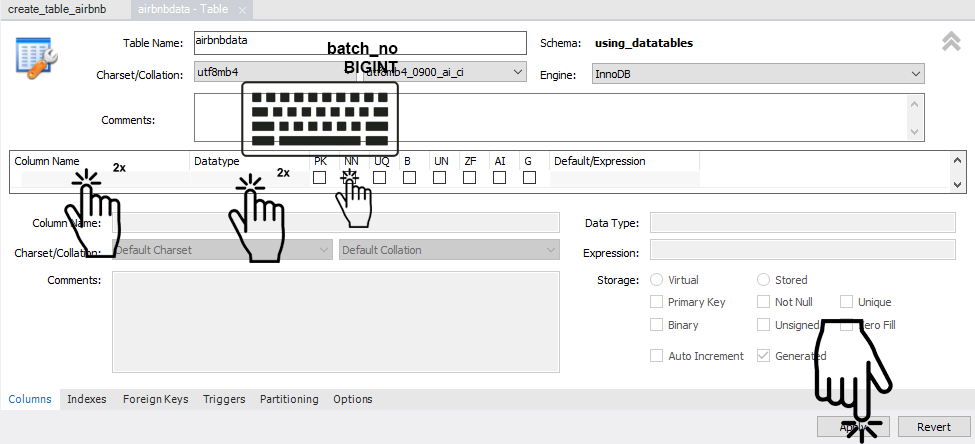 create_table_airbnb
airbnbdata - Table
Table Name:
airbnbdata
Schema:
using_datatables
batch_no
BIGINT
Charset/Collation:
utf8mb4
utf8mb4_0900_ai_ci
Engine:
InnoDB
Comments:
Column Name
Datatype
PK
NN
UQ
B
UN
ZF
AI
G
Default/Expression
2x
2x
Column Name:
Data Type:
Charset/Collation:
Default Charset
Default Collation
Expression:
Comments:
Storage:
Virtual
Stored
Primary Key
Not Null
Unique
Binary
Unsigned
Zero Fill
Auto Increment
Generated
Columns
Indexes
Foreign Keys
Triggers
Partitioning
Options
Apply
Revert